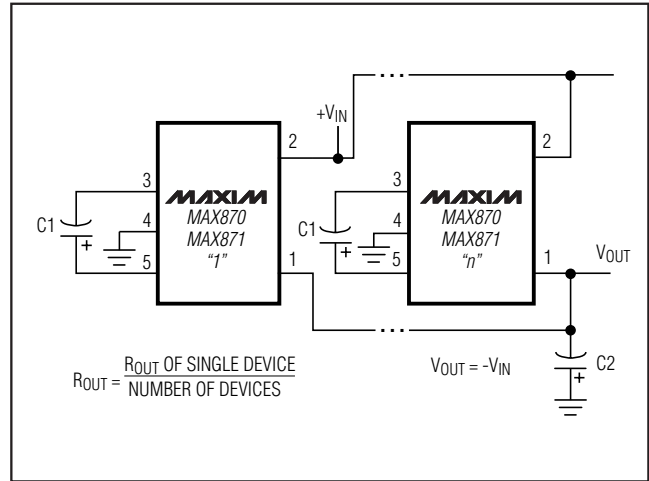 +VIN
2
2
3
MAXIM
3
MAXIM
C1
4
MAX870
C1
4
MAX870
+
MAX871
+
MAX871
5
"1"
1
5
"n"
1
VOUT
ROUT = ROUT OF SINGLE DEVICE
NUMBER OF DEVICES
VOUT = -VIN
C2
+